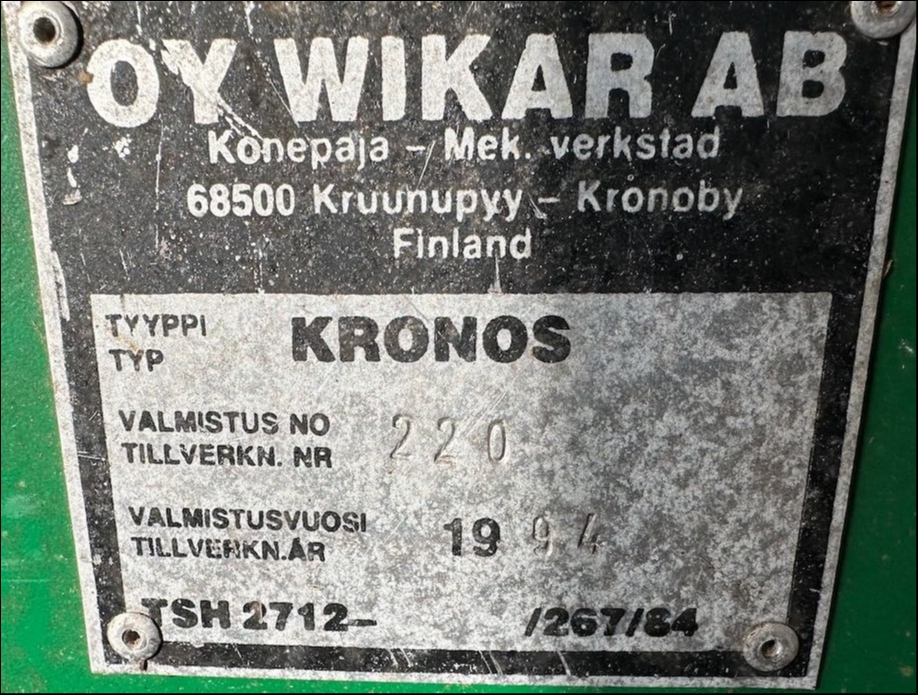 OY WIKAR AB
Konepaja – Mek. verkstad
68500 Kruunupyy – Kronoby
Finland
TYYPPI
TYP
KRONOS
VALMISTUS NO
TILLVERKN. NR
220
VALMISTUSVUOSI
TILLVERKN.ÅR
1994
TSH 2712– /267/84